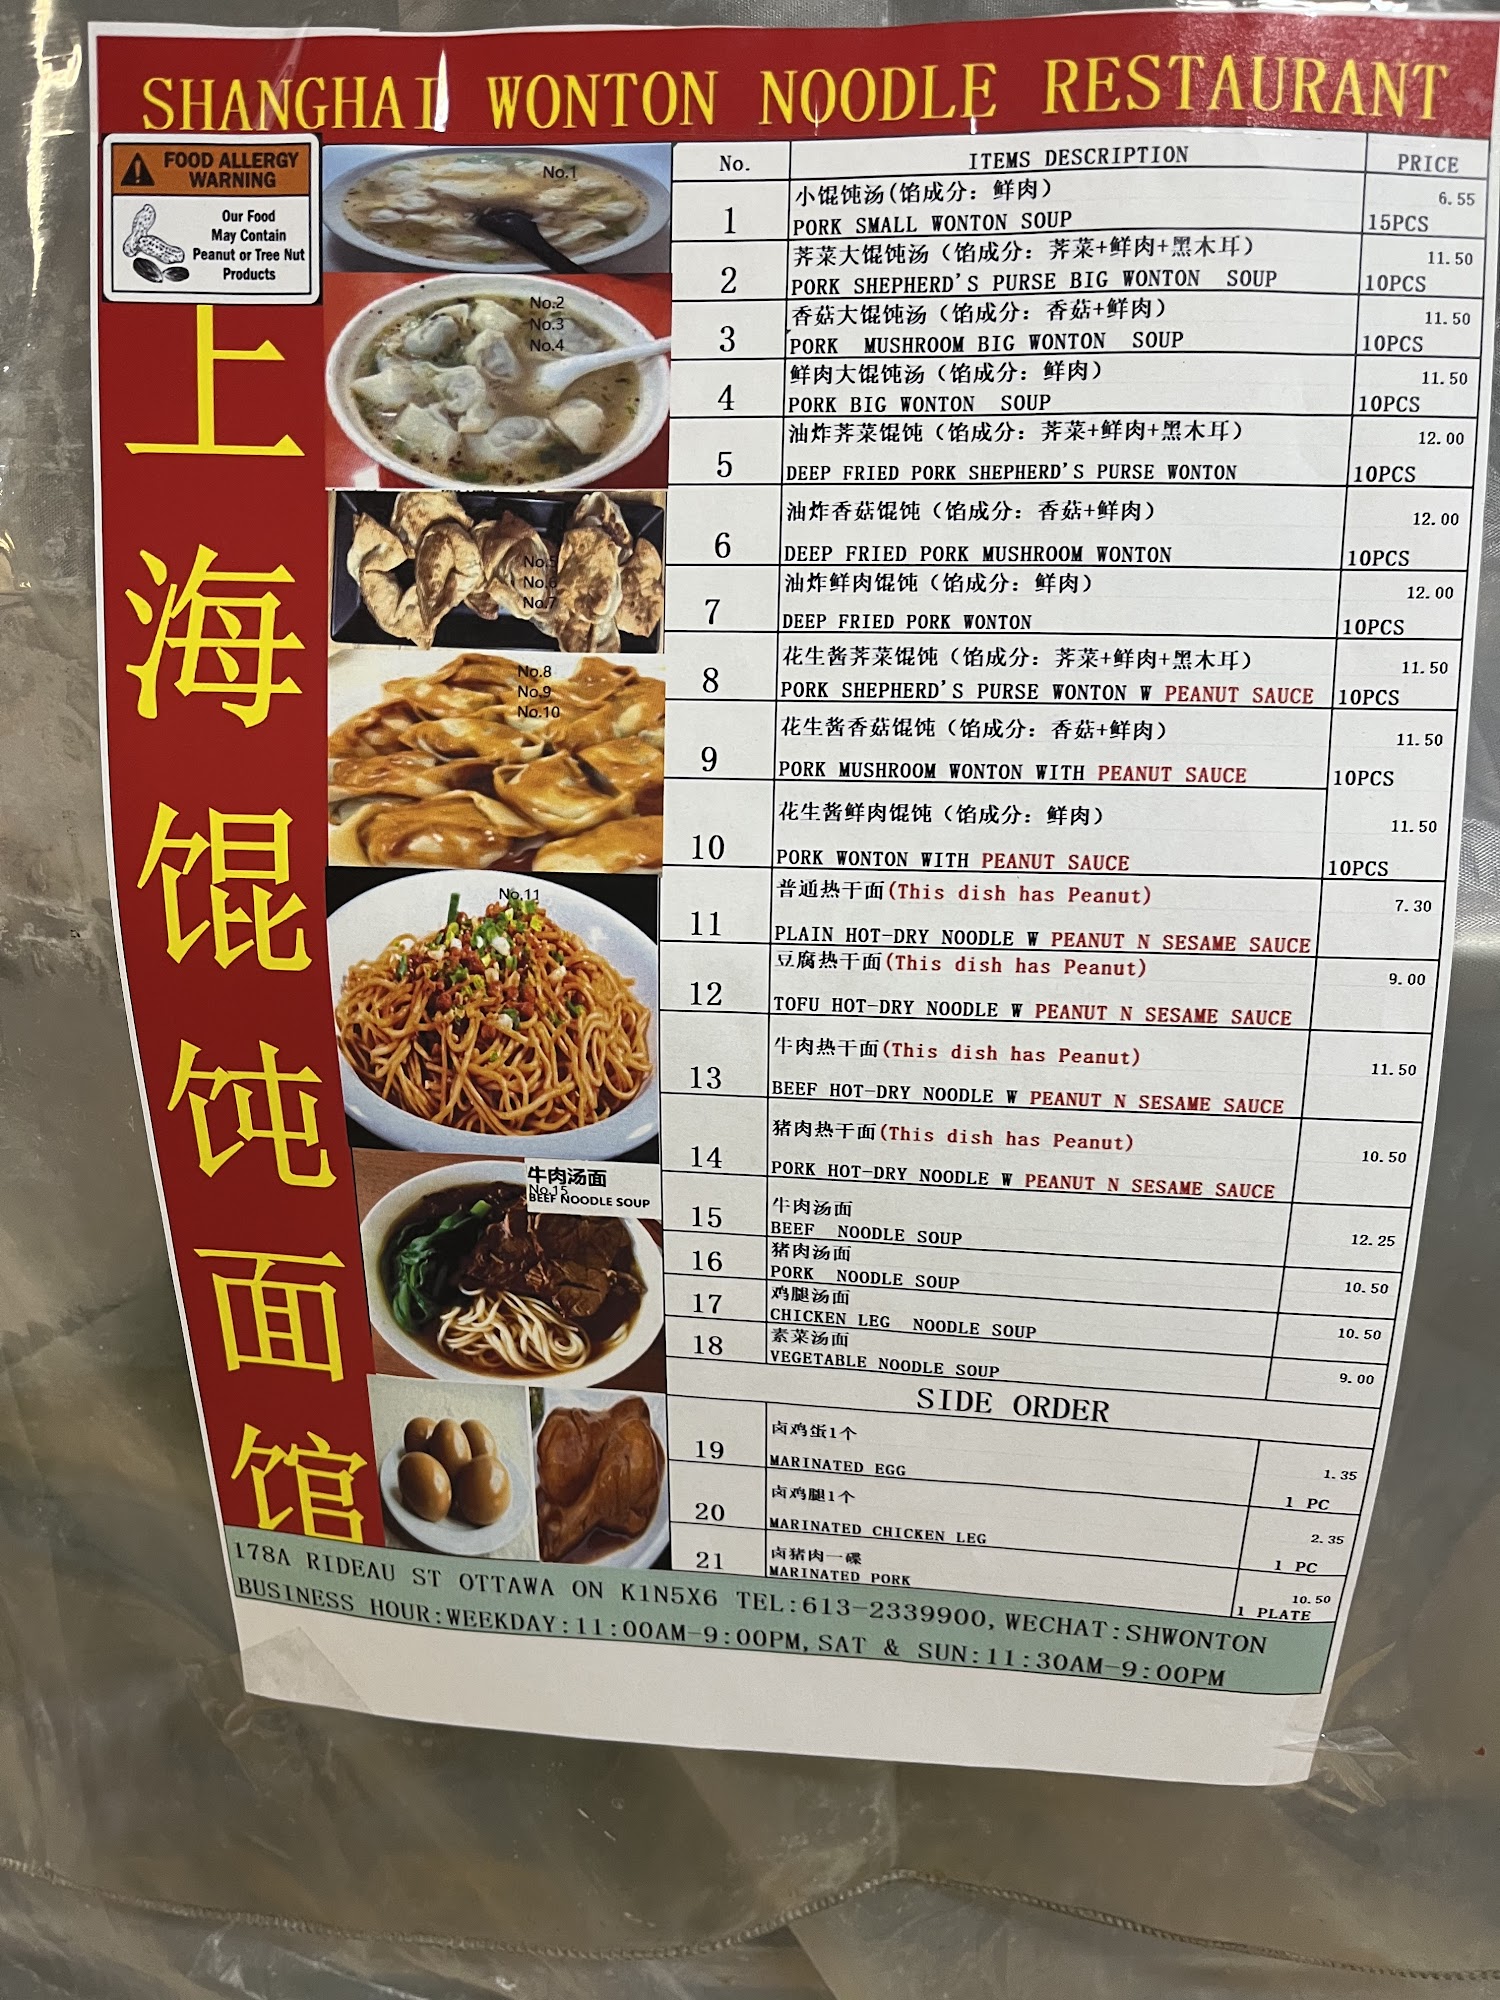 SHANGHAI WONTON NOODLE RESTAURANT
FOOD ALLERGY
WARNING
Our Food
May Contain
Peanut or Tree Nut
Products
上海馄饨面馆
No.1
No.2
No.3
No.4
No.5
No.6
No.7
No.8
No.9
No.10
No.11
牛肉汤面
No.15
BEEF NOODLE SOUP
No. ITEMS DESCRIPTION PRICE
小馄饨汤(馅成分：鲜肉） 6.55
1 PORK SMALL WONTON SOUP 15PCS
荠菜大馄饨汤（馅成分：荠菜+鲜肉+黑木耳） 11.50
2 PORK SHEPHERD'S PURSE BIG WONTON SOUP 10PCS
香菇大馄饨汤（馅成分：香菇+鲜肉） 11.50
3 PORK MUSHROOM BIG WONTON SOUP 10PCS
鲜肉大馄饨汤（馅成分：鲜肉） 11.50
4 PORK BIG WONTON SOUP 10PCS
油炸荠菜馄饨（馅成分：荠菜+鲜肉+黑木耳） 12.00
5 DEEP FRIED PORK SHEPHERD'S PURSE WONTON 10PCS
油炸香菇馄饨（馅成分：香菇+鲜肉） 12.00
6 DEEP FRIED PORK MUSHROOM WONTON 10PCS
油炸鲜肉馄饨（馅成分：鲜肉） 12.00
7 DEEP FRIED PORK WONTON 10PCS
花生酱荠菜馄饨（馅成分：荠菜+鲜肉+黑木耳） 11.50
8 PORK SHEPHERD'S PURSE WONTON W PEANUT SAUCE 10PCS
花生酱香菇馄饨（馅成分：香菇+鲜肉） 11.50
9 PORK MUSHROOM WONTON WITH PEANUT SAUCE 10PCS
花生酱鲜肉馄饨（馅成分：鲜肉） 11.50
10 PORK WONTON WITH PEANUT SAUCE 10PCS
普通热干面(This dish has Peanut) 7.30
11 PLAIN HOT-DRY NOODLE W PEANUT N SESAME SAUCE
豆腐热干面(This dish has Peanut) 9.00
12 TOFU HOT-DRY NOODLE W PEANUT N SESAME SAUCE
牛肉热干面(This dish has Peanut) 11.50
13 BEEF HOT-DRY NOODLE W PEANUT N SESAME SAUCE
猪肉热干面(This dish has Peanut) 10.50
14 PORK HOT-DRY NOODLE W PEANUT N SESAME SAUCE
牛肉汤面
15 BEEF NOODLE SOUP 12.25
猪肉汤面
16 PORK NOODLE SOUP 10.50
鸡腿汤面
17 CHICKEN LEG NOODLE SOUP 10.50
素菜汤面
18 VEGETABLE NOODLE SOUP 9.00
SIDE ORDER
卤鸡蛋1个 1.35
19 MARINATED EGG 1 PC
卤鸡腿1个 2.35
20 MARINATED CHICKEN LEG 1 PC
卤猪肉一碟 10.50
21 MARINATED PORK 1 PLATE
178A RIDEAU ST OTTAWA ON K1N5X6 TEL:613-2339900, WECHAT:SHWONTON
BUSINESS HOUR:WEEKDAY:11:00AM-9:00PM, SAT & SUN:11:30AM-9:00PM